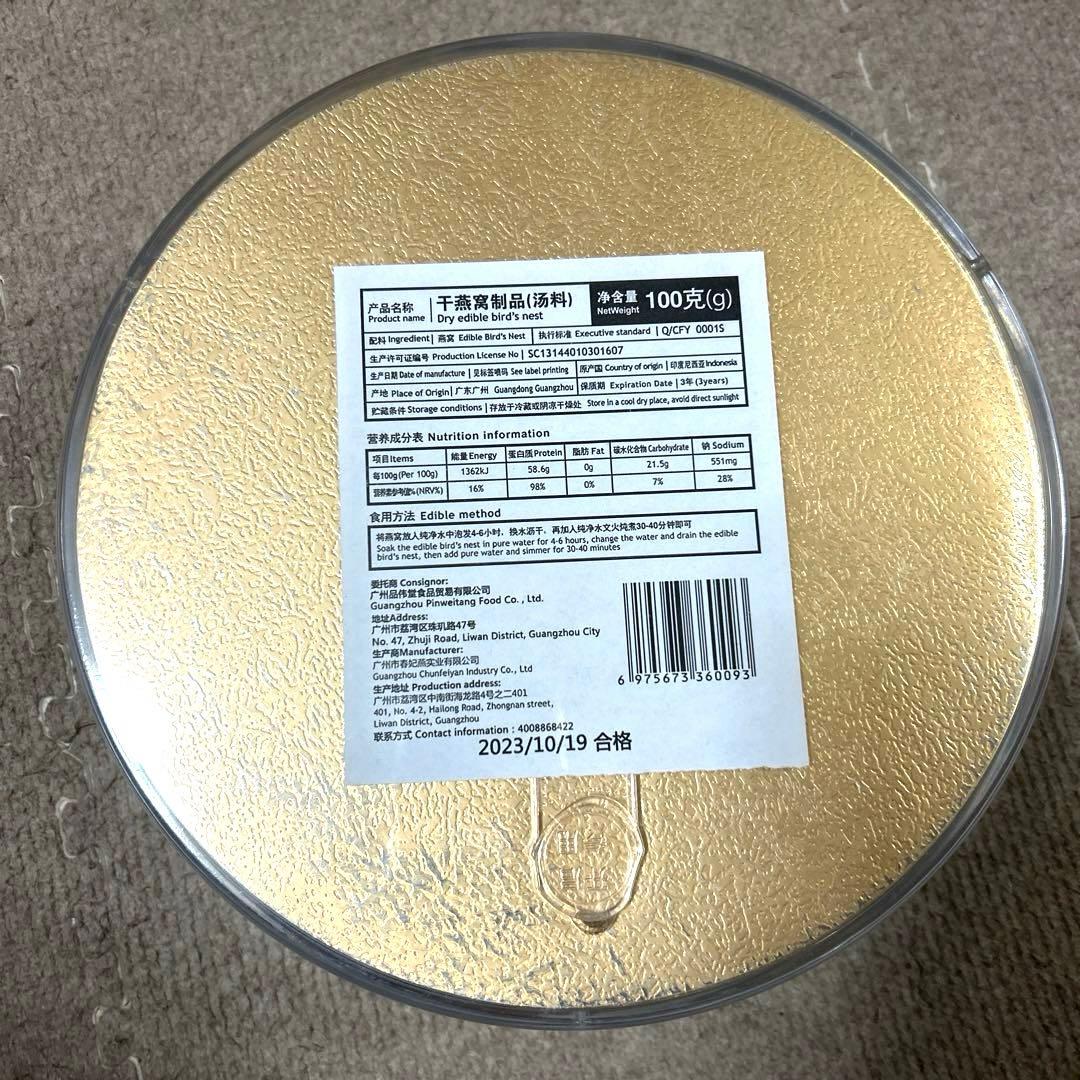 产品名称 干燕窝制品(汤料) 净含量 100克(g)
Product name Dry edible bird's nest NetWeight
配料 Ingredient 燕窝 Edible Bird's Nest 执行标准 Executive standard Q/CFY 0001S
生产许可证编号 Production License No SC13144010301607
生产日期 Date of manufacture 见标签喷码 See label printing 原产国 Country of origin 印度尼西亚 Indonesia
产地 Place of Origin 广东广州 Guangdong Guangzhou 保质期 Expiration Date 3年 (3years)
贮藏条件 Storage conditions 存放于冷藏或阴凉干燥处 Store in a cool dry place, avoid direct sunlight
营养成分表 Nutrition information
项目Items 能量 Energy 蛋白质 Protein 脂肪 Fat 碳水化合物 Carbohydrate 钠 Sodium
每100g(Per 100g) 1362kJ 58.6g 0g 21.5g 551mg
营养素参考值%(NRV%) 16% 98% 0% 7% 28%
食用方法 Edible method
将燕窝放入纯净水中泡发4-6小时，换水沥干，再加入纯净水文火炖煮30-40分钟即可
Soak the edible bird's nest in pure water for 4-6 hours, change the water and drain the edible
bird's nest, then add pure water and simmer for 30-40 minutes
委托商 Consignor:
广州品伟堂食品贸易有限公司
Guangzhou Pinweitang Food Co. , Ltd.
地址Address:
广州市荔湾区珠玑路47号
No. 47, Zhuji Road, Liwan District, Guangzhou City
生产商Manufacturer:
广州市春妃燕实业有限公司
Guangzhou Chunfeiyan Industry Co., Ltd
生产地址 Production address:
广州市荔湾区中南街海龙路4号之二401
401, No. 4-2, Hailong Road, Zhongnan street,
Liwan District, Guangzhou
联系方式 Contact information : 4008868422
6 975673 360093
2023/10/19 合格